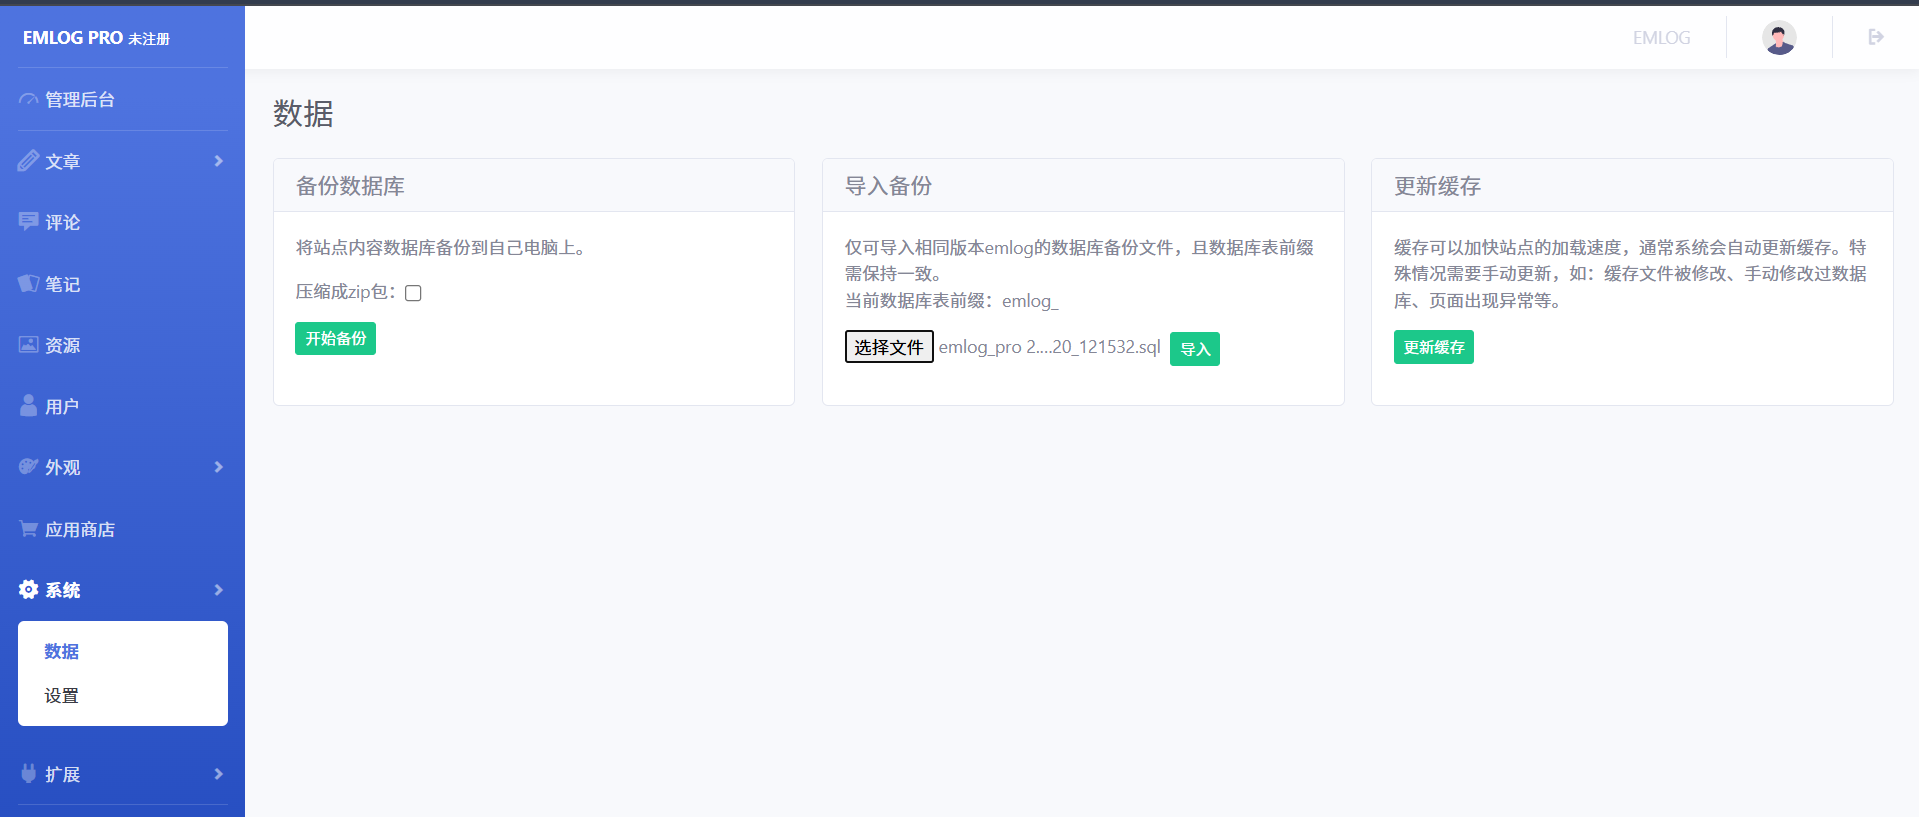 EMLOG PRO 未注册
管理后台
文章
评论
笔记
资源
用户
外观
应用商店
系统
数据
设置
扩展
EMLOG
数据
备份数据库
将站点内容数据库备份到自己电脑上。
压缩成zip包：
开始备份
导入备份
仅可导入相同版本emlog的数据库备份文件，且数据库表前缀
需保持一致。
当前数据库表前缀：emlog_
选择文件 emlog_pro 2....20_121532.sql 导入
更新缓存
缓存可以加快站点的加载速度，通常系统会自动更新缓存。特
殊情况需要手动更新，如：缓存文件被修改、手动修改过数据
库、页面出现异常等。
更新缓存